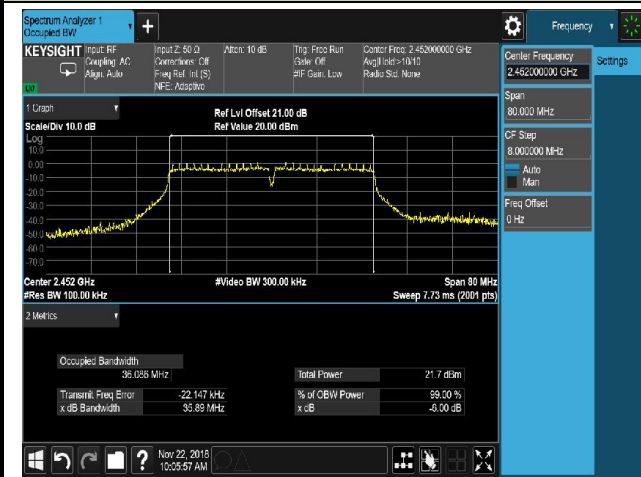 Spectrum Analyzer 1
Occupied BW
Frequency
KEYSIGHT
Input: RF
Coupling: AC
Align: Auto
Input Z: 50 Ω
Corrections: Off
Freq Ref: Int (S)
NFE: Adaptive
Atten: 10 dB
Trig: Free Run
Gate: Off
#IF Gain: Low
Center Freq: 2.452000000 GHz
Avg|Hold>10/10
Radio Std: None
Center Frequency
2.452000000 GHz
Settings
Span
80.000 MHz
CF Step
8.000000 MHz
Auto
Man
Freq Offset
0 Hz
1 Graph
Scale/Div 10.0 dB
Ref Lvl Offset 21.00 dB
Ref Value 20.00 dBm
Log
10.0
0.00
-10.0
-20.0
-30.0
-40.0
-50.0
-60.0
-70.0
Center 2.452 GHz
#Res BW 100.00 kHz
#Video BW 300.00 kHz
Span 80 MHz
Sweep 7.73 ms (2001 pts)
2 Metrics
Occupied Bandwidth
36.086 MHz
Total Power 21.7 dBm
Transmit Freq Error -22.147 kHz
% of OBW Power 99.00 %
x dB Bandwidth 35.89 MHz
x dB -6.00 dB
?
Nov 22, 2018
10:05:57 AM